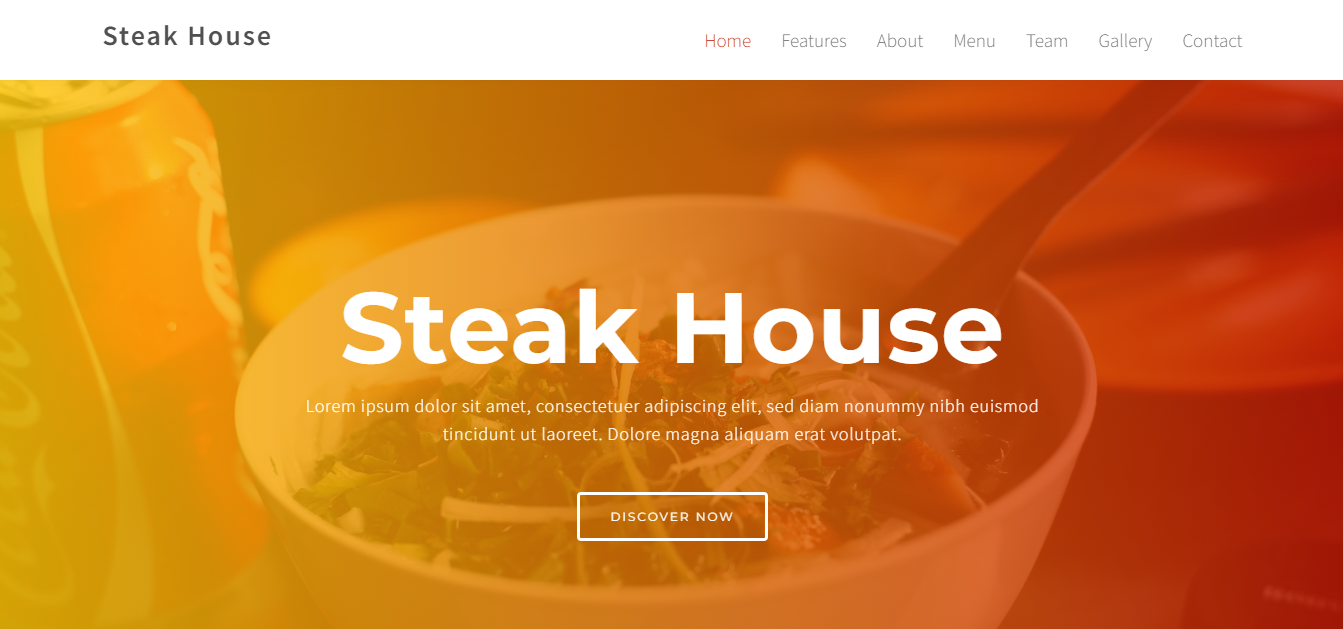 Steak House
Home Features About Menu Team Gallery Contact
Steak House
Lorem ipsum dolor sit amet, consectetuer adipiscing elit, sed diam nonummy nibh euismod
tincidunt ut laoreet. Dolore magna aliquam erat volutpat.
DISCOVER NOW